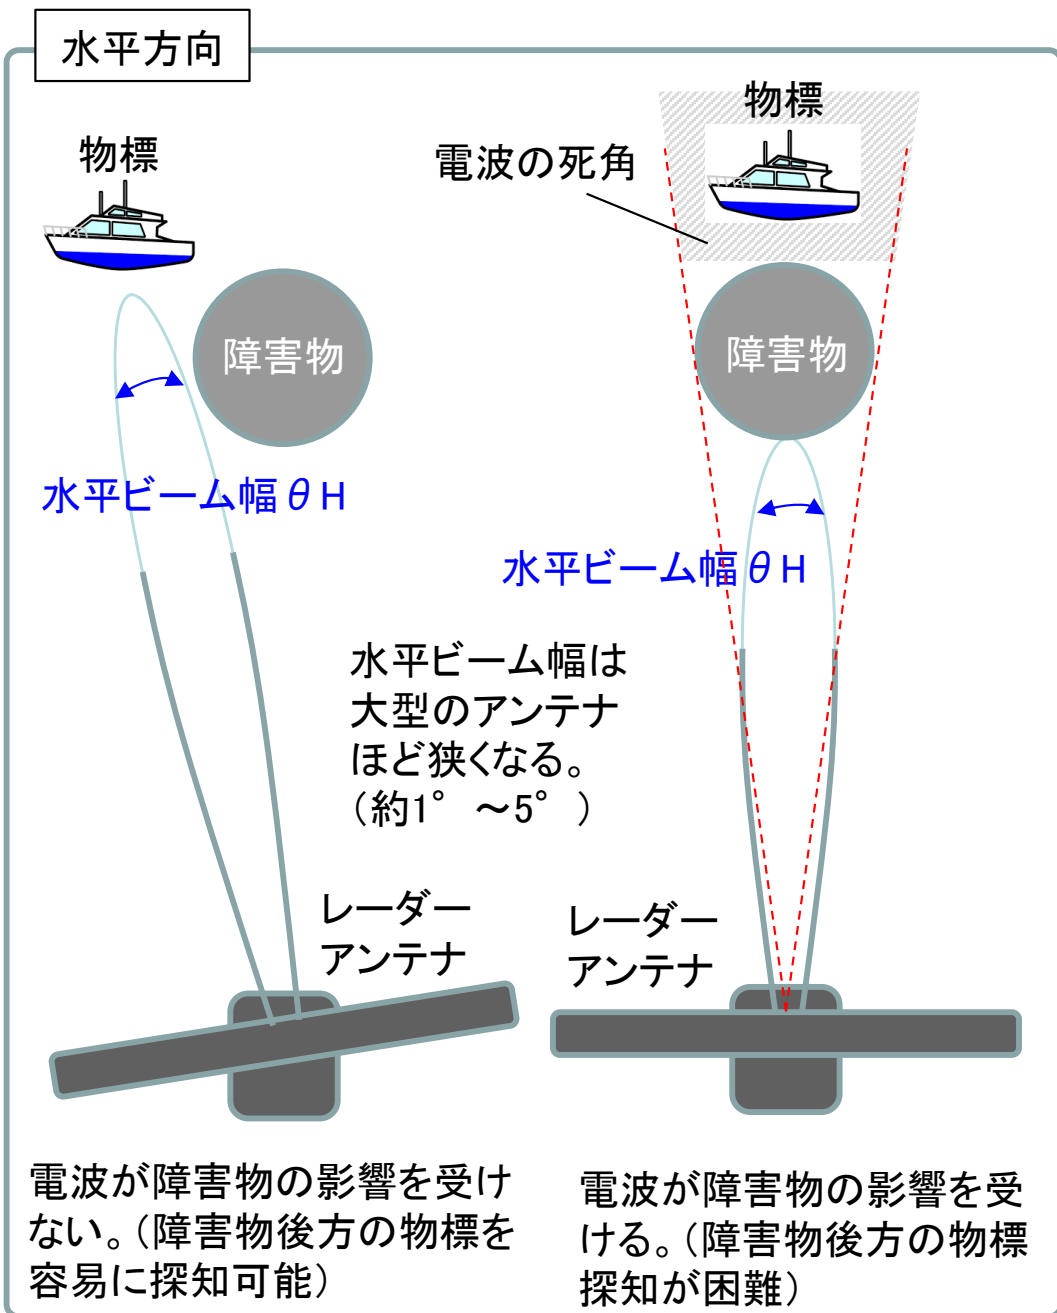 水平方向
物標
物標
電波の死角
障害物
障害物
水平ビーム幅θH
水平ビーム幅θH
水平ビーム幅は
大型のアンテナ
ほど狭くなる。
（約1°～5°）
レーダー
アンテナ
レーダー
アンテナ
電波が障害物の影響を受け
ない。（障害物後方の物標を
容易に探知可能）
電波が障害物の影響を受
ける。（障害物後方の物標
探知が困難）